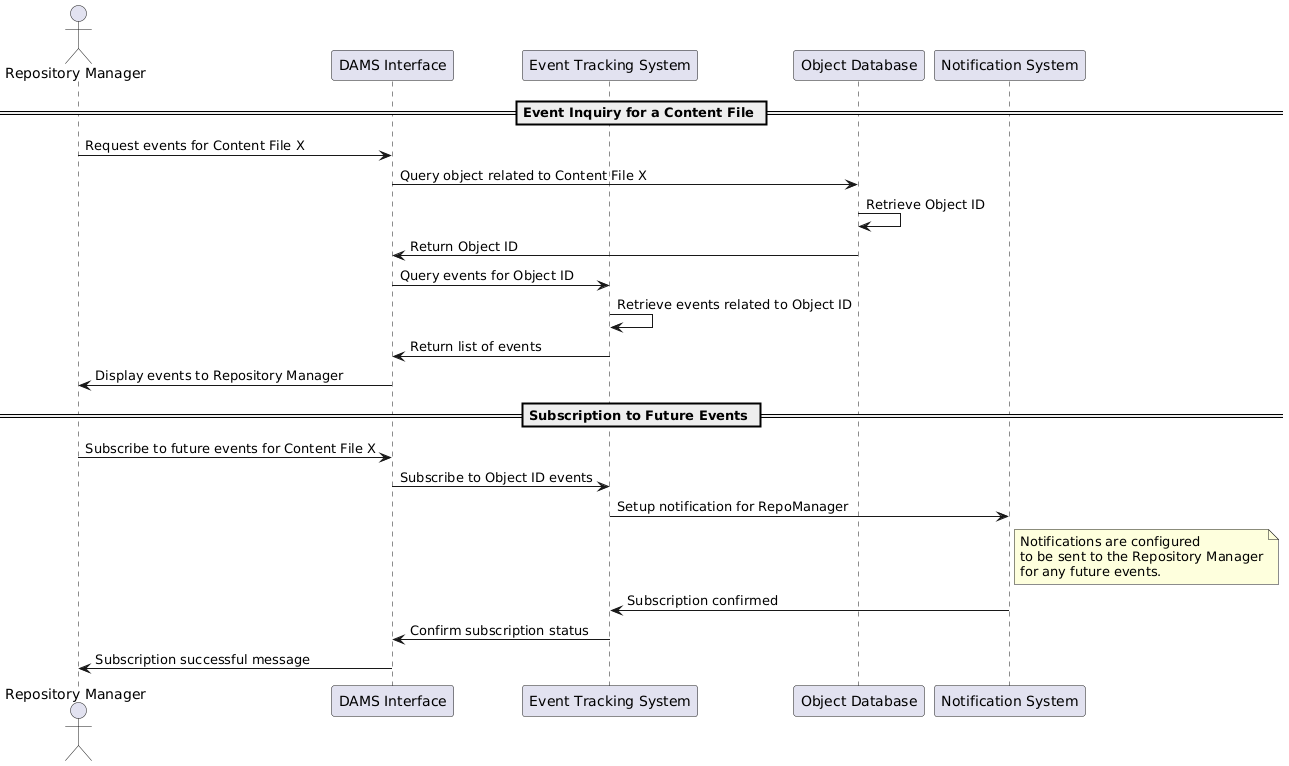 Repository Manager
DAMS Interface
Event Tracking System
Object Database
Notification System
Event Inquiry for a Content File
Request events for Content File X
Query object related to Content File X
Retrieve Object ID
Return Object ID
Query events for Object ID
Retrieve events related to Object ID
Return list of events
Display events to Repository Manager
Subscription to Future Events
Subscribe to future events for Content File X
Subscribe to Object ID events
Setup notification for RepoManager
Notifications are configured
to be sent to the Repository Manager
for any future events.
Subscription confirmed
Confirm subscription status
Subscription successful message
Repository Manager
DAMS Interface
Event Tracking System
Object Database
Notification System